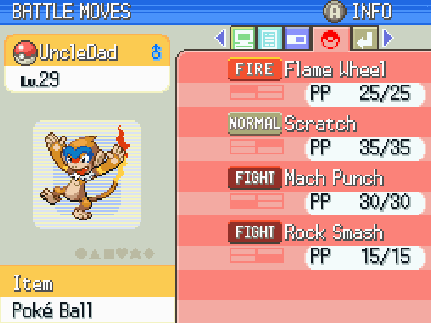 BATTLE MOVES
A INFO
UncleDad ♂
Lv.29
FIRE Flame Wheel
PP 25/25
NORMAL Scratch
PP 35/35
FIGHT Mach Punch
PP 30/30
FIGHT Rock Smash
PP 15/15
Item
Poké Ball